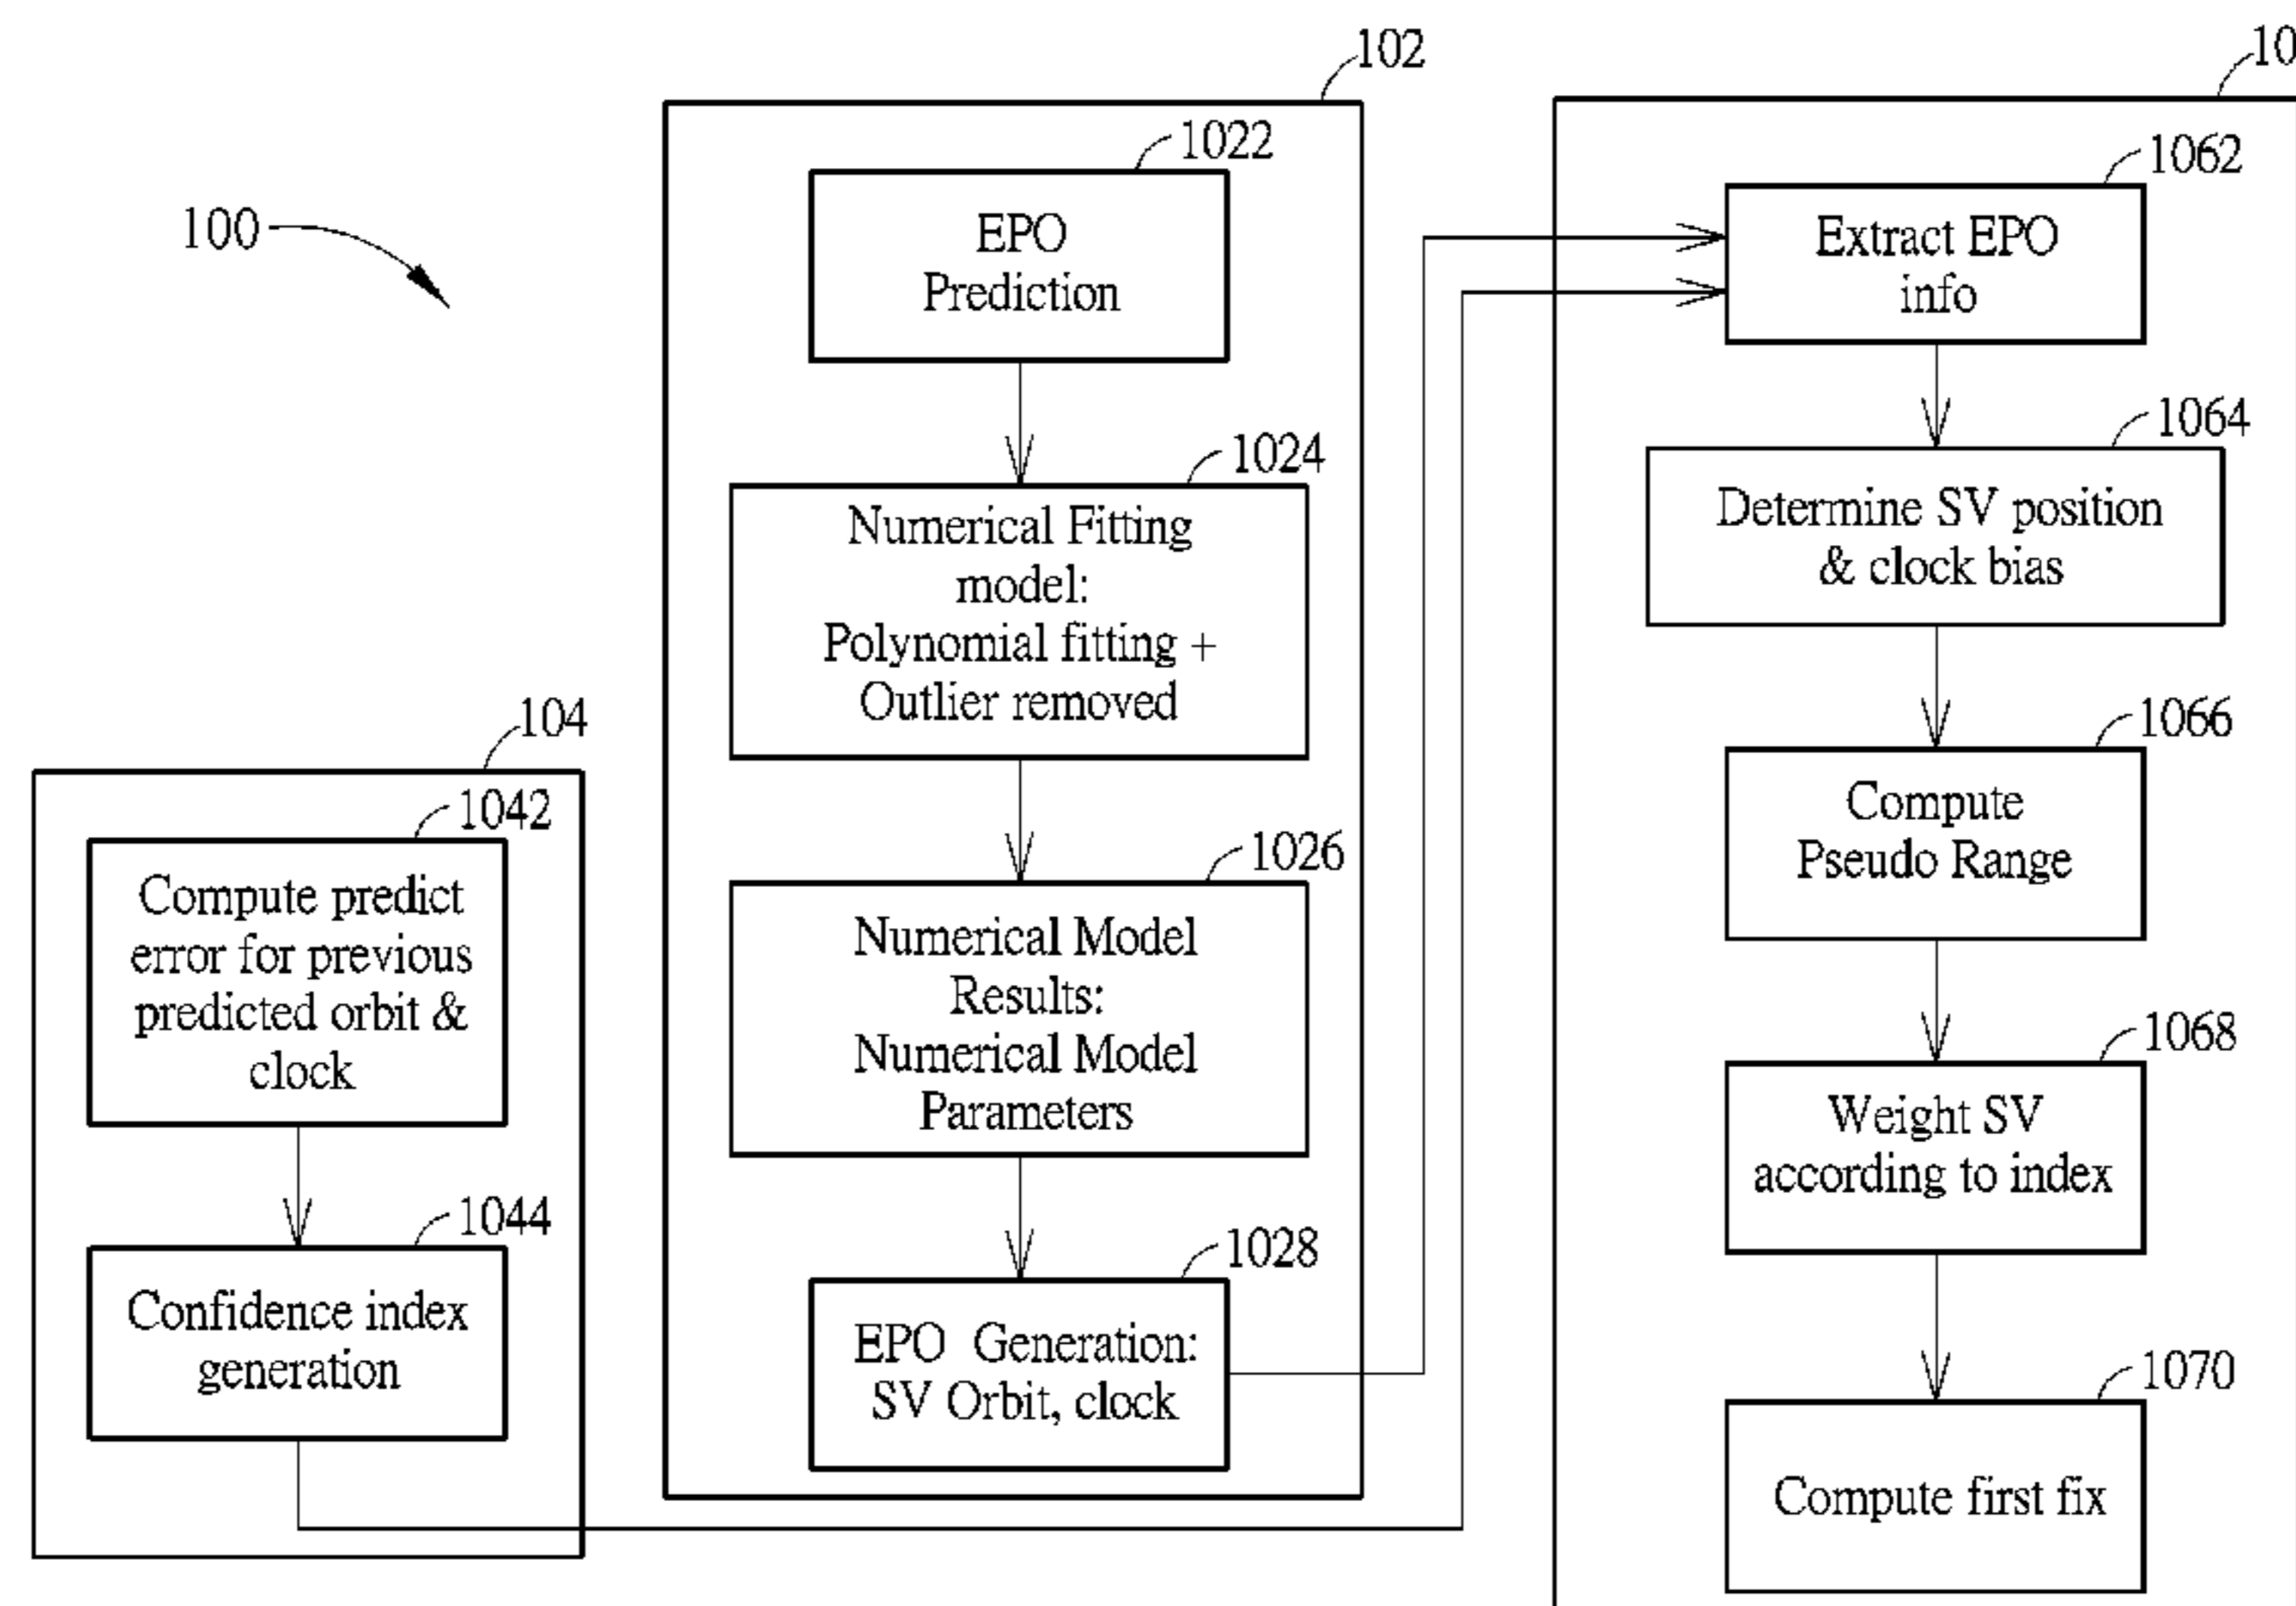 100
102
1022
EPO
Prediction
1024
Numerical Fitting
model:
Polynomial fitting +
Outlier removed
1026
Numerical Model
Results:
Numerical Model
Parameters
1028
EPO Generation:
SV Orbit, clock
104
1042
Compute predict
error for previous
predicted orbit &
clock
1044
Confidence index
generation
10
1062
Extract EPO
info
1064
Determine SV position
& clock bias
1066
Compute
Pseudo Range
1068
Weight SV
according to index
1070
Compute first fix